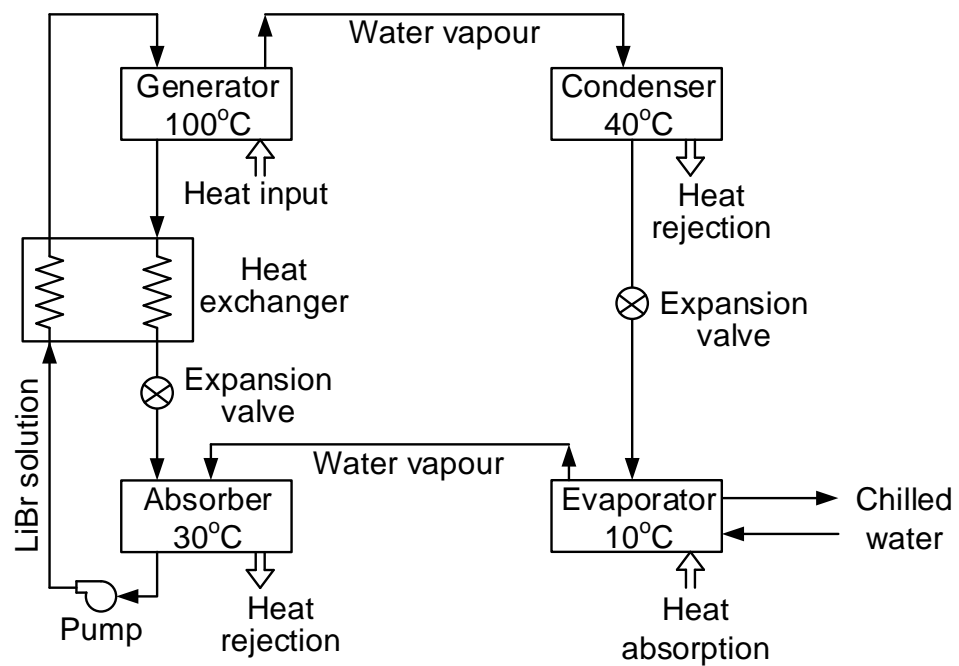 Water vapour
Generator
100°C
Condenser
40°C
Heat input
Heat
rejection
Heat
exchanger
Expansion
valve
Expansion
valve
LiBr solution
Water vapour
Absorber
30°C
Evaporator
10°C
Chilled
water
Pump
Heat
rejection
Heat
absorption